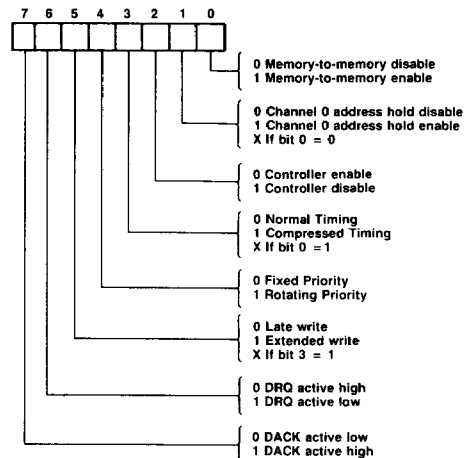 7 6 5 4 3 2 1 0
0 Memory-to-memory disable
1 Memory-to-memory enable
0 Channel 0 address hold disable
1 Channel 0 address hold enable
X If bit 0 = 0
0 Controller enable
1 Controller disable
0 Normal Timing
1 Compressed Timing
X If bit 0 = 1
0 Fixed Priority
1 Rotating Priority
0 Late write
1 Extended write
X If bit 3 = 1
0 DRQ active high
1 DRQ active low
0 DACK active low
1 DACK active high